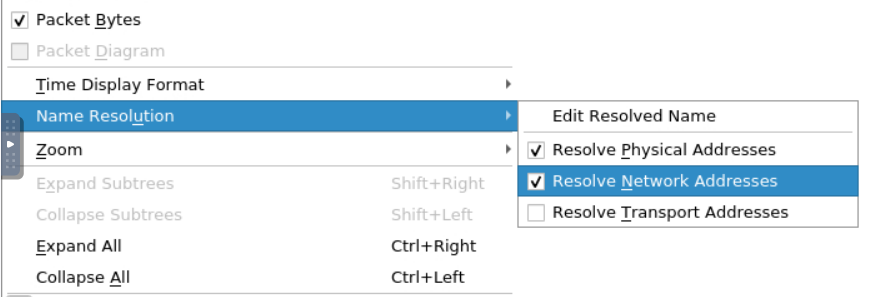 Packet Bytes
Packet Diagram
Time Display Format
Name Resolution
Edit Resolved Name
Zoom
Resolve Physical Addresses
Expand Subtrees Shift+Right
Resolve Network Addresses
Collapse Subtrees Shift+Left
Resolve Transport Addresses
Expand All Ctrl+Right
Collapse All Ctrl+Left